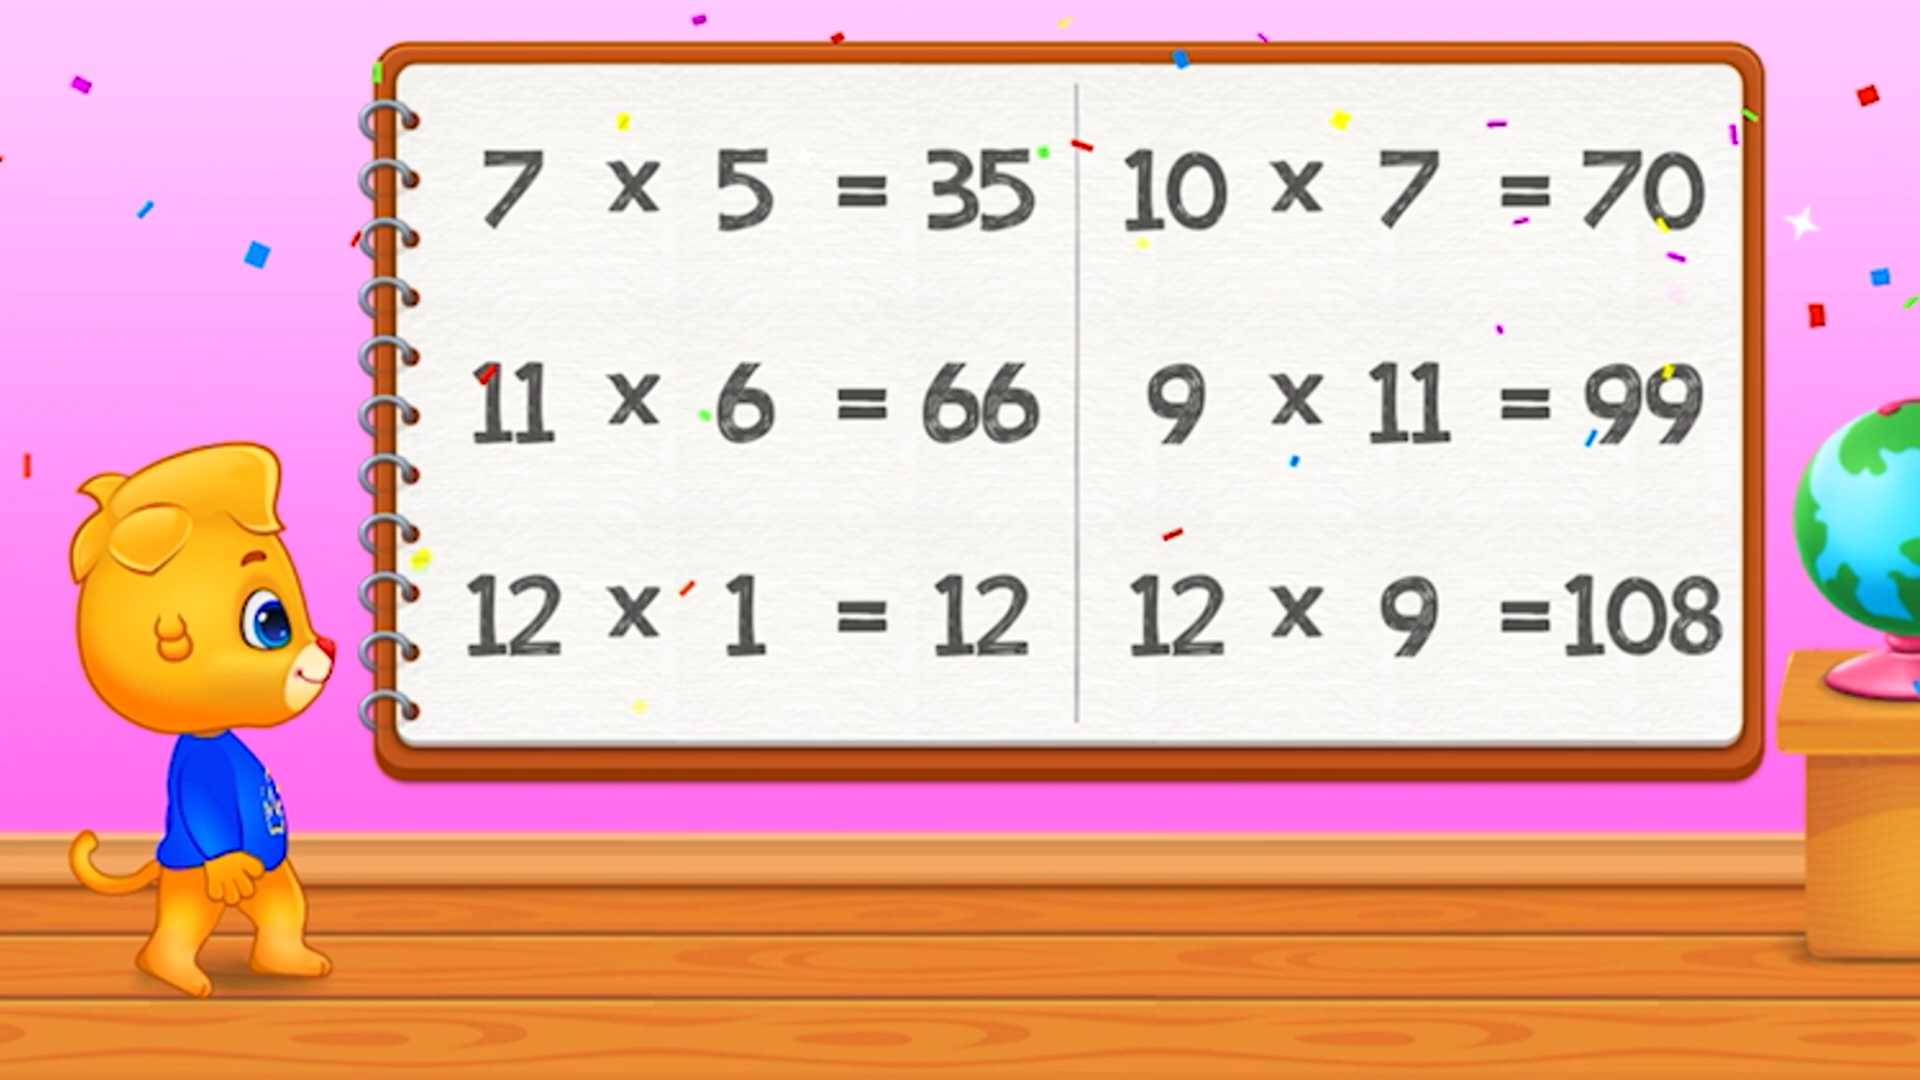 7 x 5 = 35
11 x 6 = 66
12 x 1 = 12
10 x 7 = 70
9 x 11 = 99
12 x 9 = 108